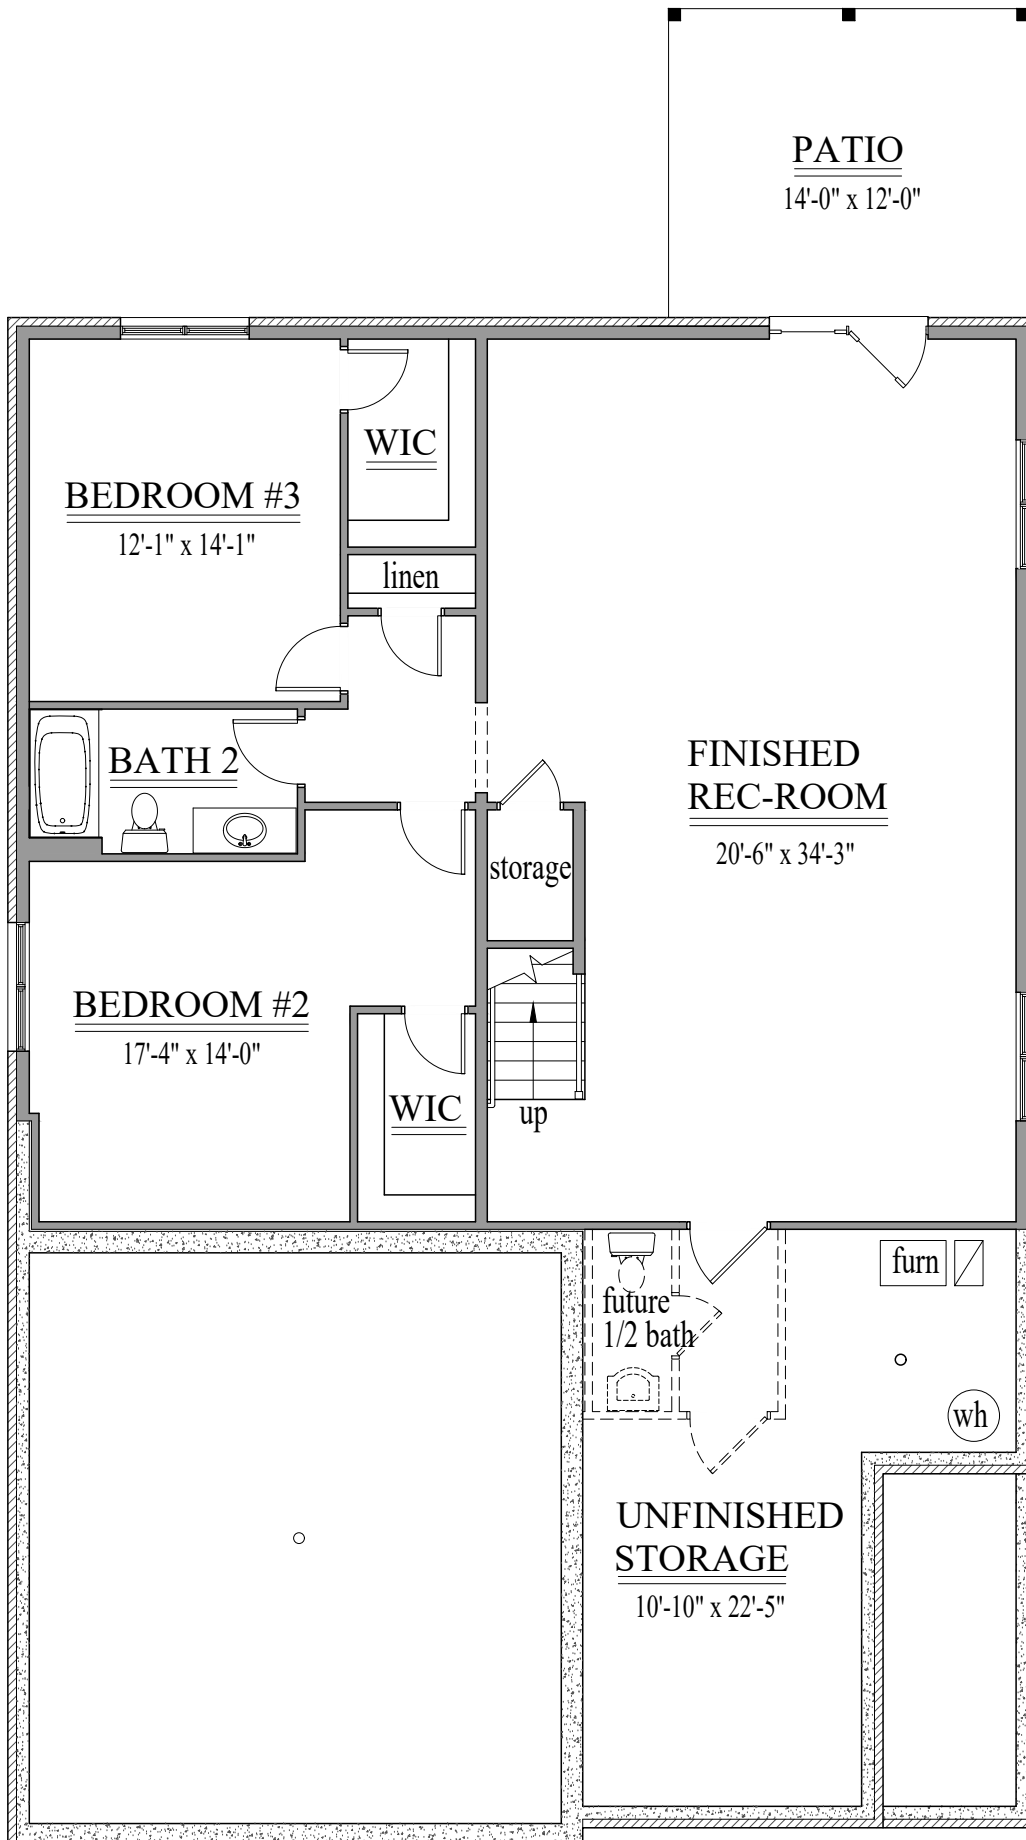 PATIO
14'-0" x 12'-0"
WIC
BEDROOM #3
12'-1" x 14'-1"
linen
BATH 2
FINISHED
REC-ROOM
20'-6" x 34'-3"
storage
BEDROOM #2
17'-4" x 14'-0"
WIC
up
furn
future
1/2 bath
wh
UNFINISHED
STORAGE
10'-10" x 22'-5"